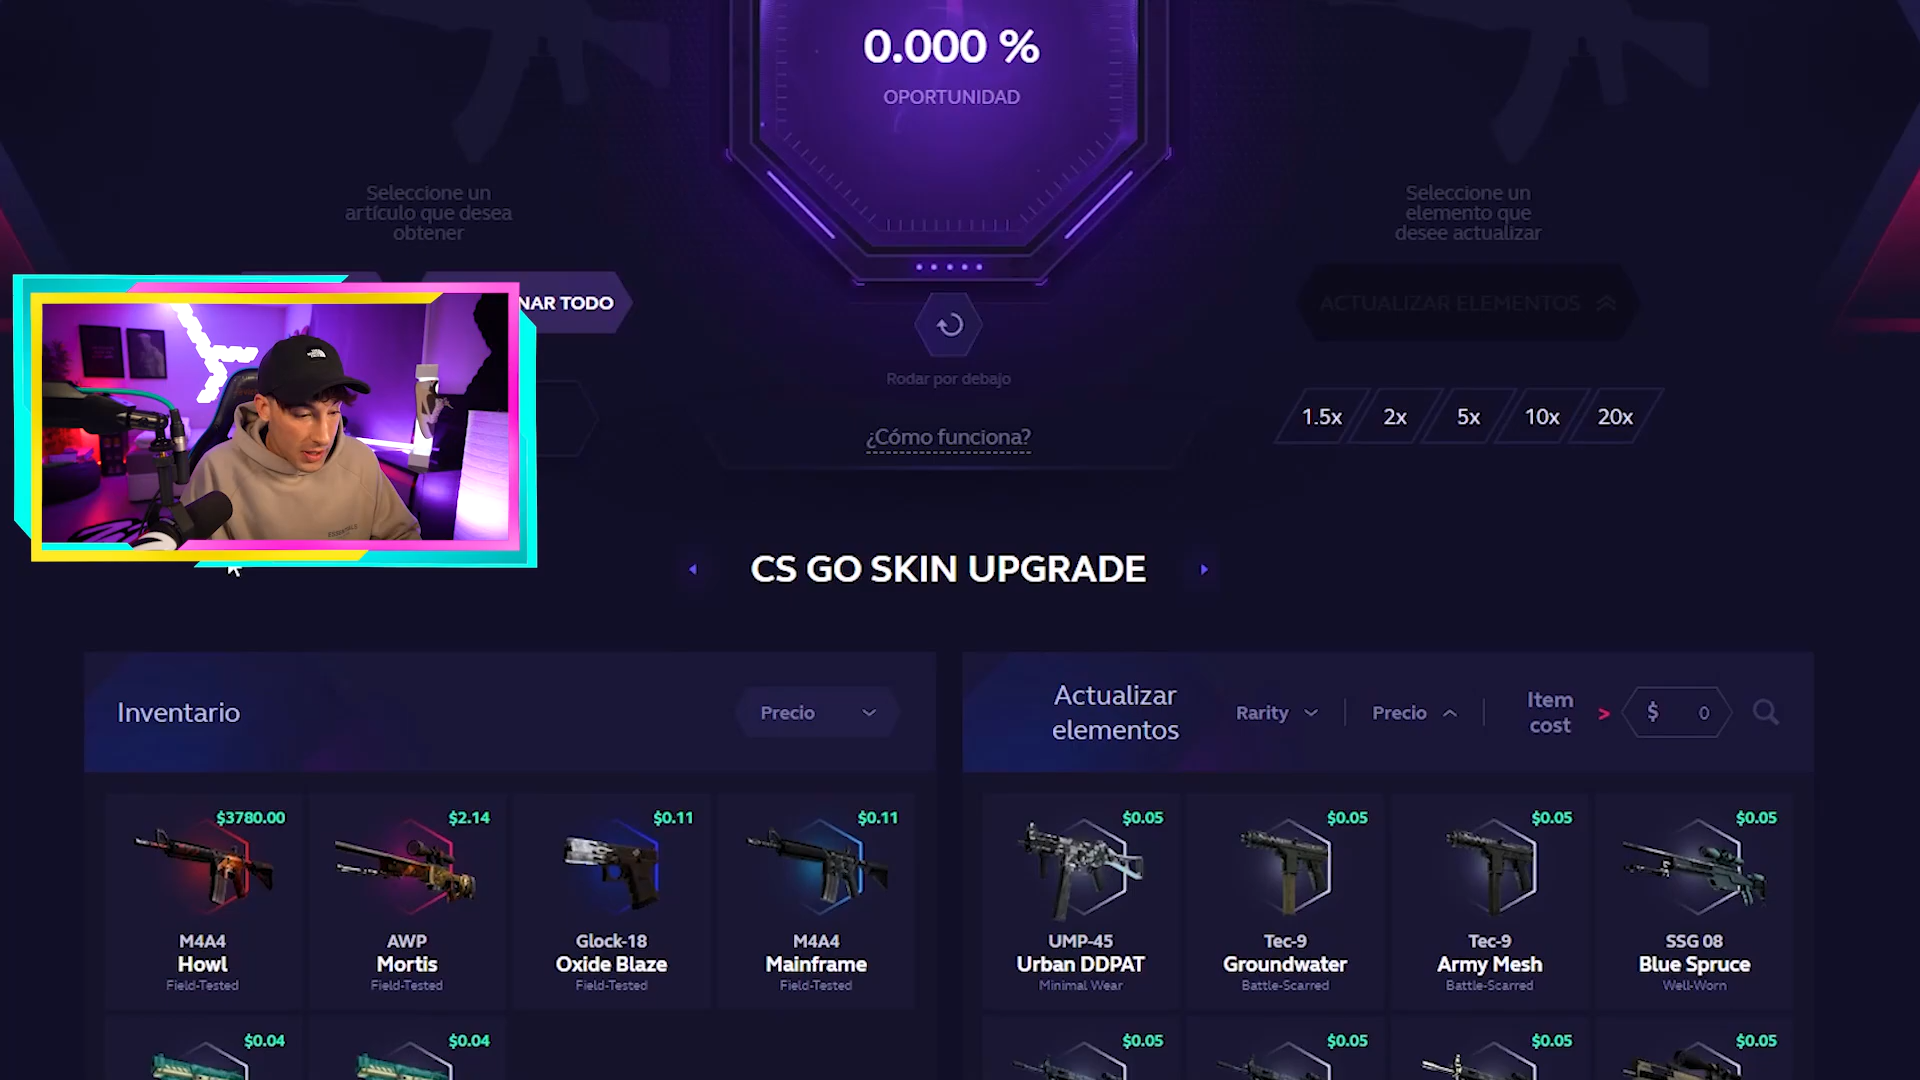 0.000 %
OPORTUNIDAD
Seleccione un
artículo que desea
obtener
Seleccione un
elemento que
desee actualizar
NAR TODO
ACTUALIZAR ELEMENTOS
Rodar por debajo
¿Cómo funciona?
1.5x 2x 5x 10x 20x
CS GO SKIN UPGRADE
Inventario
Precio
Actualizar
elementos
Rarity
Precio
Item
cost
> $ 0
$3780.00
M4A4
Howl
Field-Tested
$2.14
AWP
Mortis
Field-Tested
$0.11
Glock-18
Oxide Blaze
Field-Tested
$0.11
M4A4
Mainframe
Field-Tested
$0.05
UMP-45
Urban DDPAT
Minimal Wear
$0.05
Tec-9
Groundwater
Battle-Scarred
$0.05
Tec-9
Army Mesh
Battle-Scarred
$0.05
SSG 08
Blue Spruce
Well-Worn
$0.04
$0.04
$0.05
$0.05
$0.05
$0.05